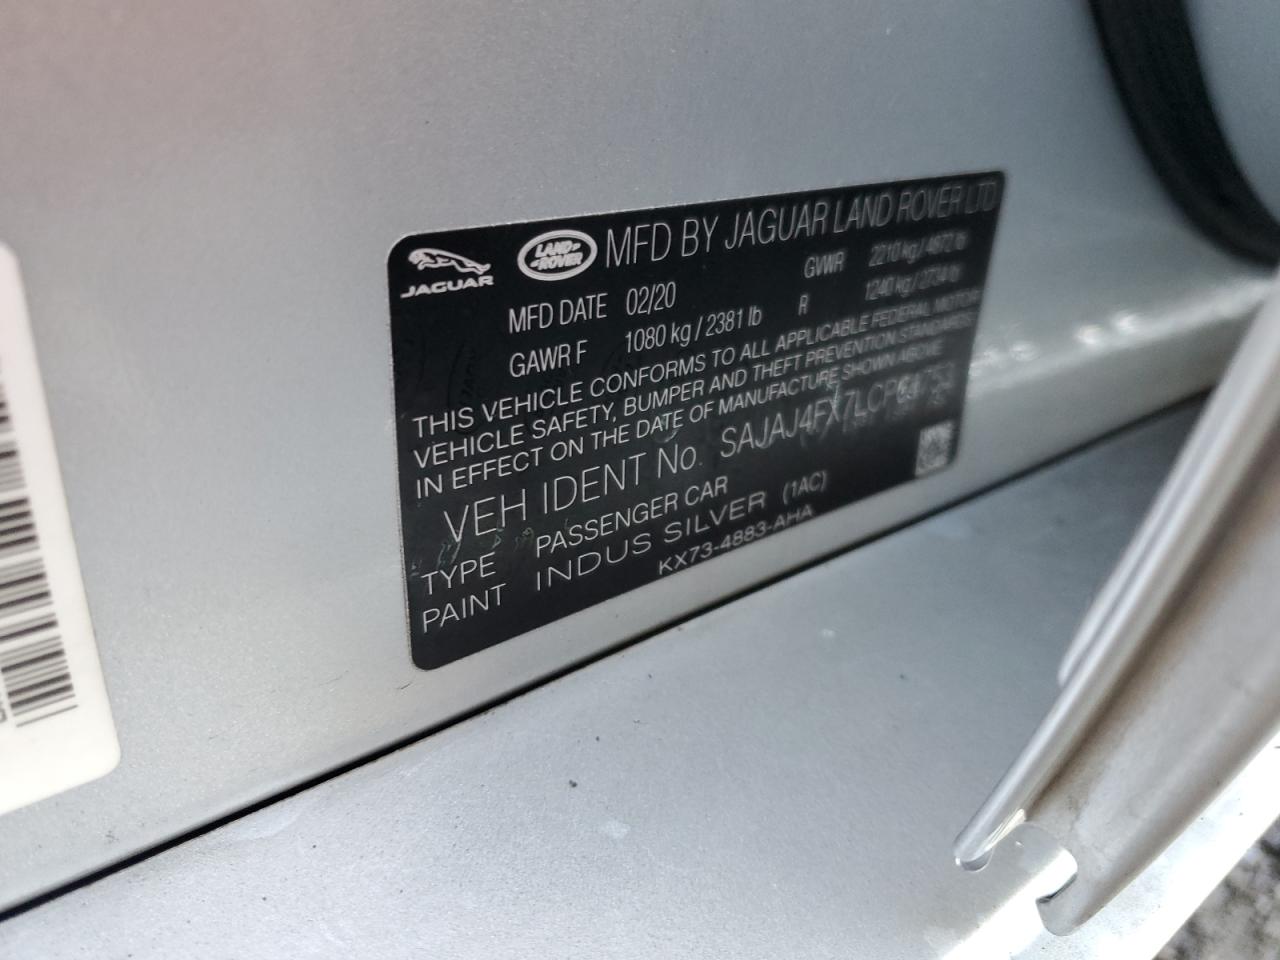 JAGUAR
LAND ROVER
MFD BY JAGUAR LAND ROVER LTD
MFD DATE 02/20 GVWR 2210 kg / 4872 lb
GAWR F 1080 kg / 2381 lb R 1240 kg / 2734 lb
THIS VEHICLE CONFORMS TO ALL APPLICABLE FEDERAL MOTOR
VEHICLE SAFETY, BUMPER AND THEFT PREVENTION STANDARDS
IN EFFECT ON THE DATE OF MANUFACTURE SHOWN ABOVE
VEH IDENT No.
TYPE PASSENGER CAR
PAINT INDUS SILVER (1AC)
KX73-4883-AHA